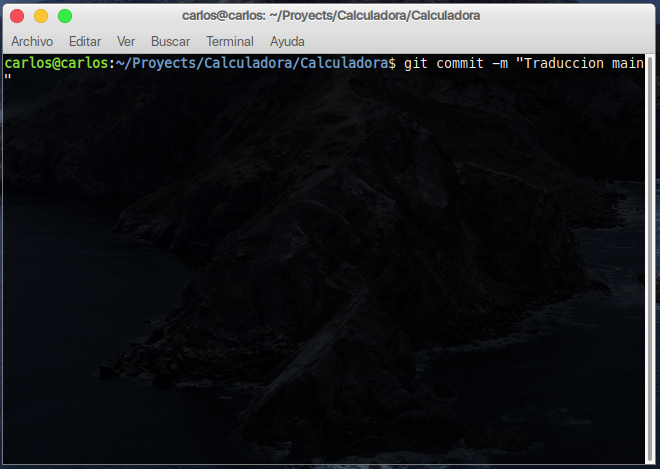 carlos@carlos: ~/Proyects/Calculadora/Calculadora
Archivo Editar Ver Buscar Terminal Ayuda
carlos@carlos:~/Proyects/Calculadora/Calculadora$ git commit -m "Traduccion main
"